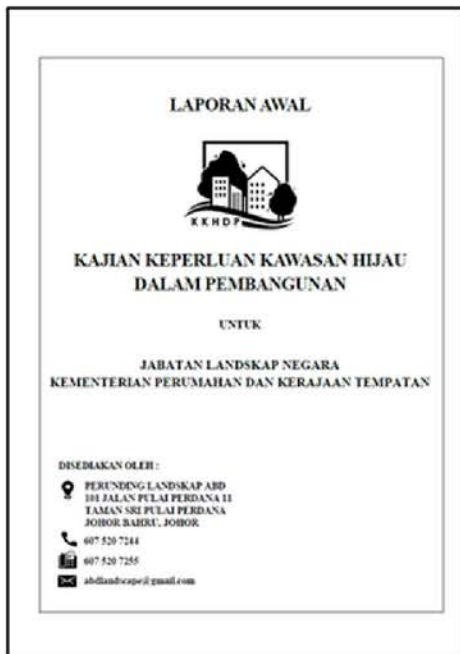 LAPORAN AWAL
KKHDP
KAJIAN KEPERLUAN KAWASAN HIJAU
DALAM PEMBANGUNAN
UNTUK
JABATAN LANDSKAP NEGARA
KEMENTERIAN PERUMAHAN DAN KERAJAAN TEMPATAN
DISEDIAKAN OLEH :
PERUNDING LANDSKAP ABD
101 JALAN PULAI PERDANA 11
TAMAN SRI PULAI PERDANA
JOHOR BAHRU, JOHOR
607 520 7244
607 520 7255
abdlandscape@gmail.com